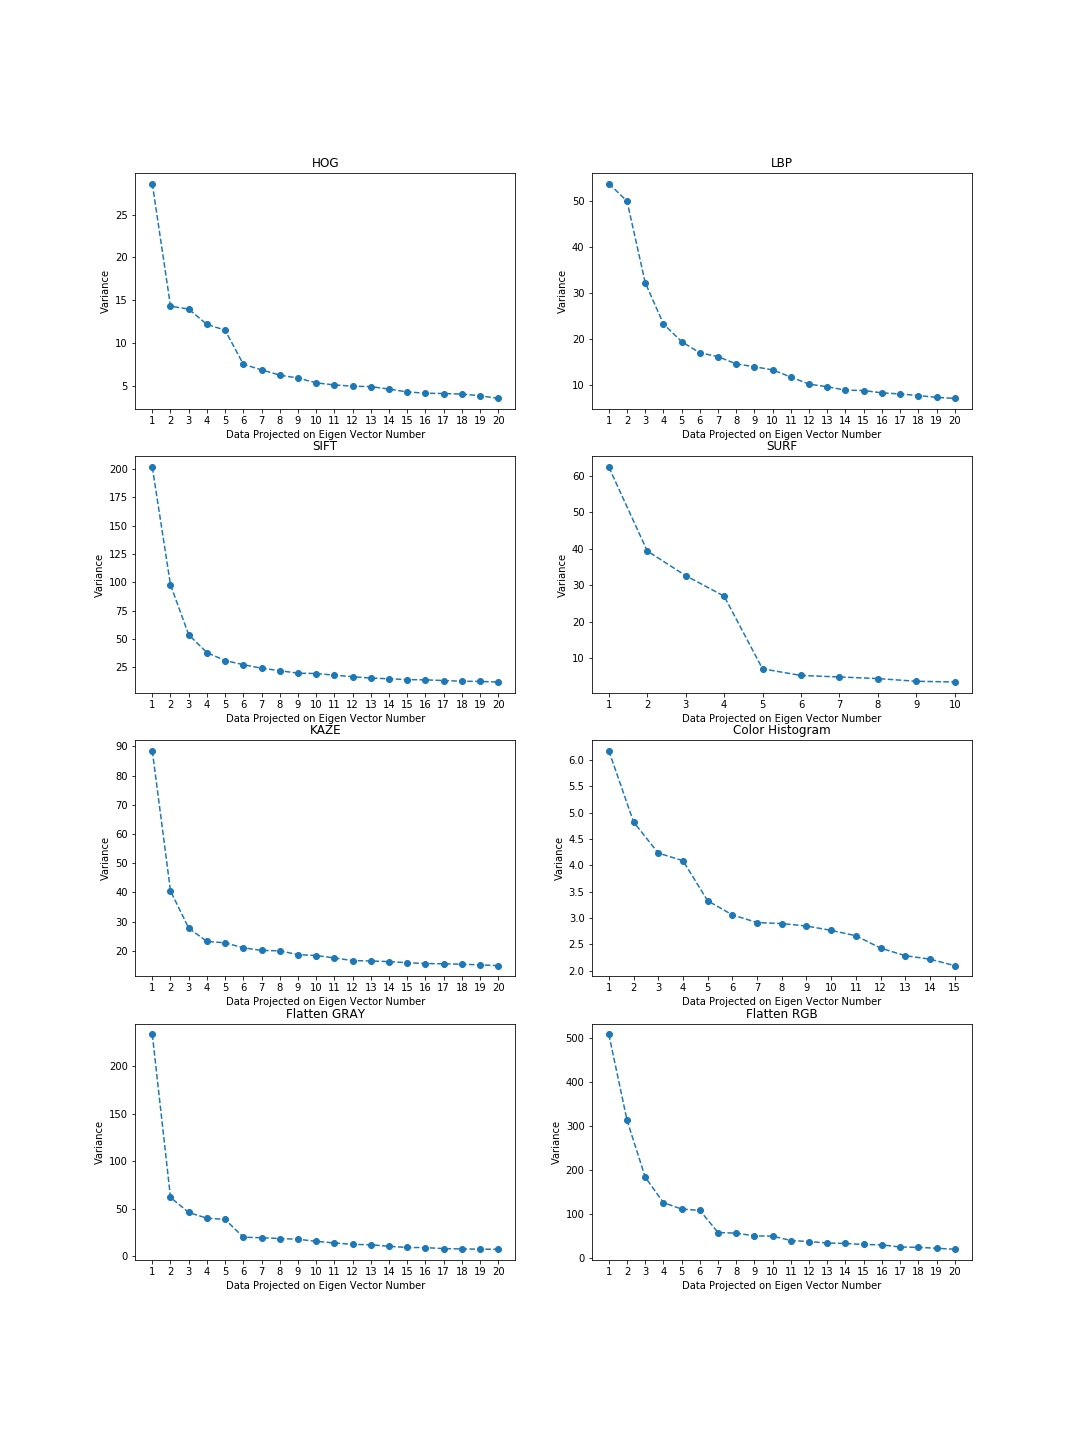 HOG
Variance
25
20
15
10
5
1 2 3 4 5 6 7 8 9 10 11 12 13 14 15 16 17 18 19 20
Data Projected on Eigen Vector Number
LBP
Variance
50
40
30
20
10
1 2 3 4 5 6 7 8 9 10 11 12 13 14 15 16 17 18 19 20
Data Projected on Eigen Vector Number
SIFT
Variance
200
175
150
125
100
75
50
25
1 2 3 4 5 6 7 8 9 10 11 12 13 14 15 16 17 18 19 20
Data Projected on Eigen Vector Number
SURF
Variance
60
50
40
30
20
10
1 2 3 4 5 6 7 8 9 10
Data Projected on Eigen Vector Number
KAZE
Variance
90
80
70
60
50
40
30
20
1 2 3 4 5 6 7 8 9 10 11 12 13 14 15 16 17 18 19 20
Data Projected on Eigen Vector Number
Color Histogram
Variance
6.0
5.5
5.0
4.5
4.0
3.5
3.0
2.5
2.0
1 2 3 4 5 6 7 8 9 10 11 12 13 14 15
Data Projected on Eigen Vector Number
Flatten GRAY
Variance
200
150
100
50
0
1 2 3 4 5 6 7 8 9 10 11 12 13 14 15 16 17 18 19 20
Data Projected on Eigen Vector Number
Flatten RGB
Variance
500
400
300
200
100
0
1 2 3 4 5 6 7 8 9 10 11 12 13 14 15 16 17 18 19 20
Data Projected on Eigen Vector Number